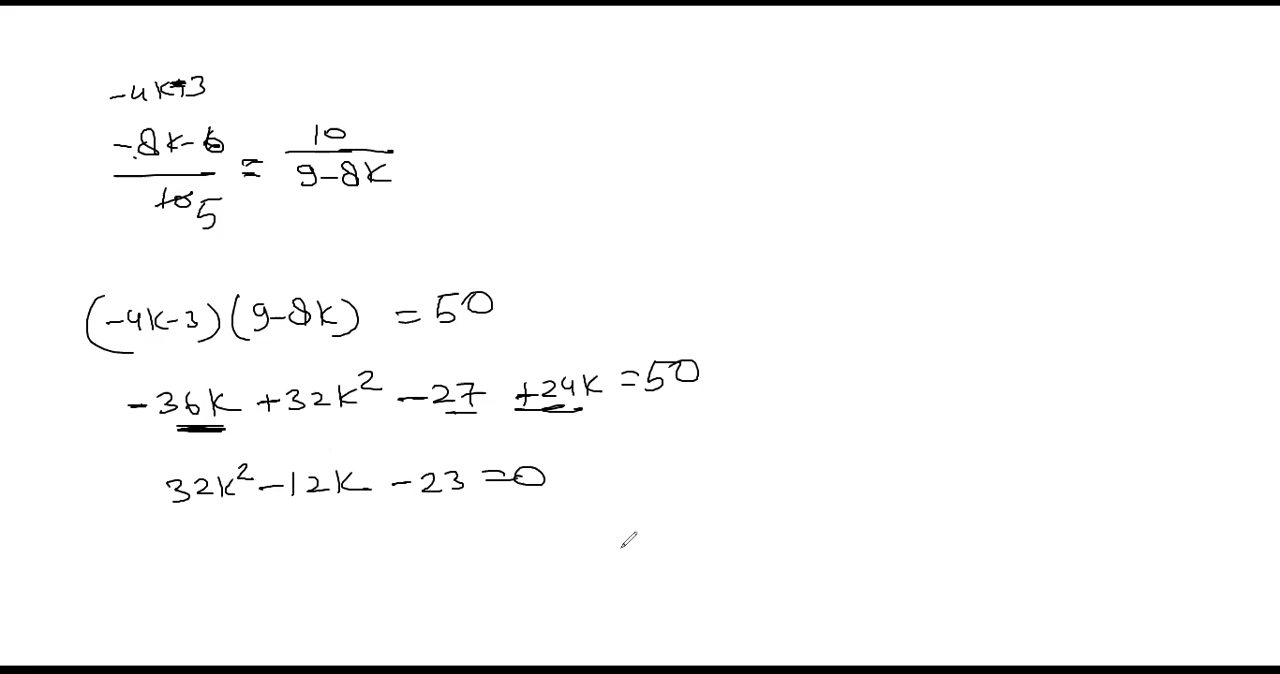 -4k-3
-8k-6 = 10
10 5 9-8k
(-4k-3)(9-8k) = 50
-36k +32k² -27 +24k =50
32k² -12k -23 =0